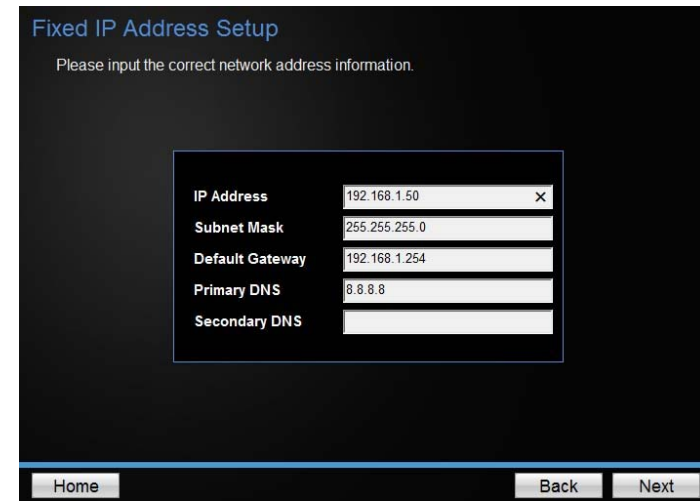 Fixed IP Address Setup
Please input the correct network address information.
IP Address 192.168.1.50
Subnet Mask 255.255.255.0
Default Gateway 192.168.1.254
Primary DNS 8.8.8.8
Secondary DNS
Home Back Next